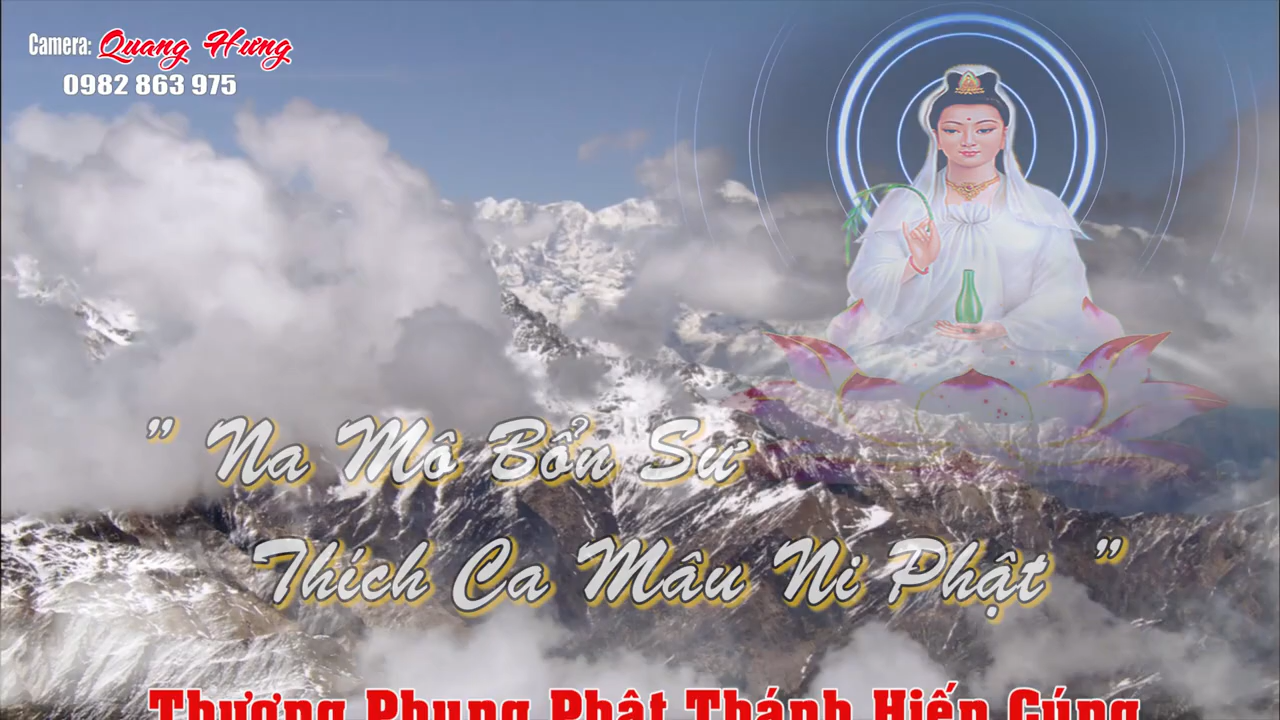 Camera: Quang Hưng
0982 863 975
” Na Mô Bổn Sư
Thích Ca Mâu Ni Phật ”
Thượng Phụng Phật Thánh Hiến Cúng